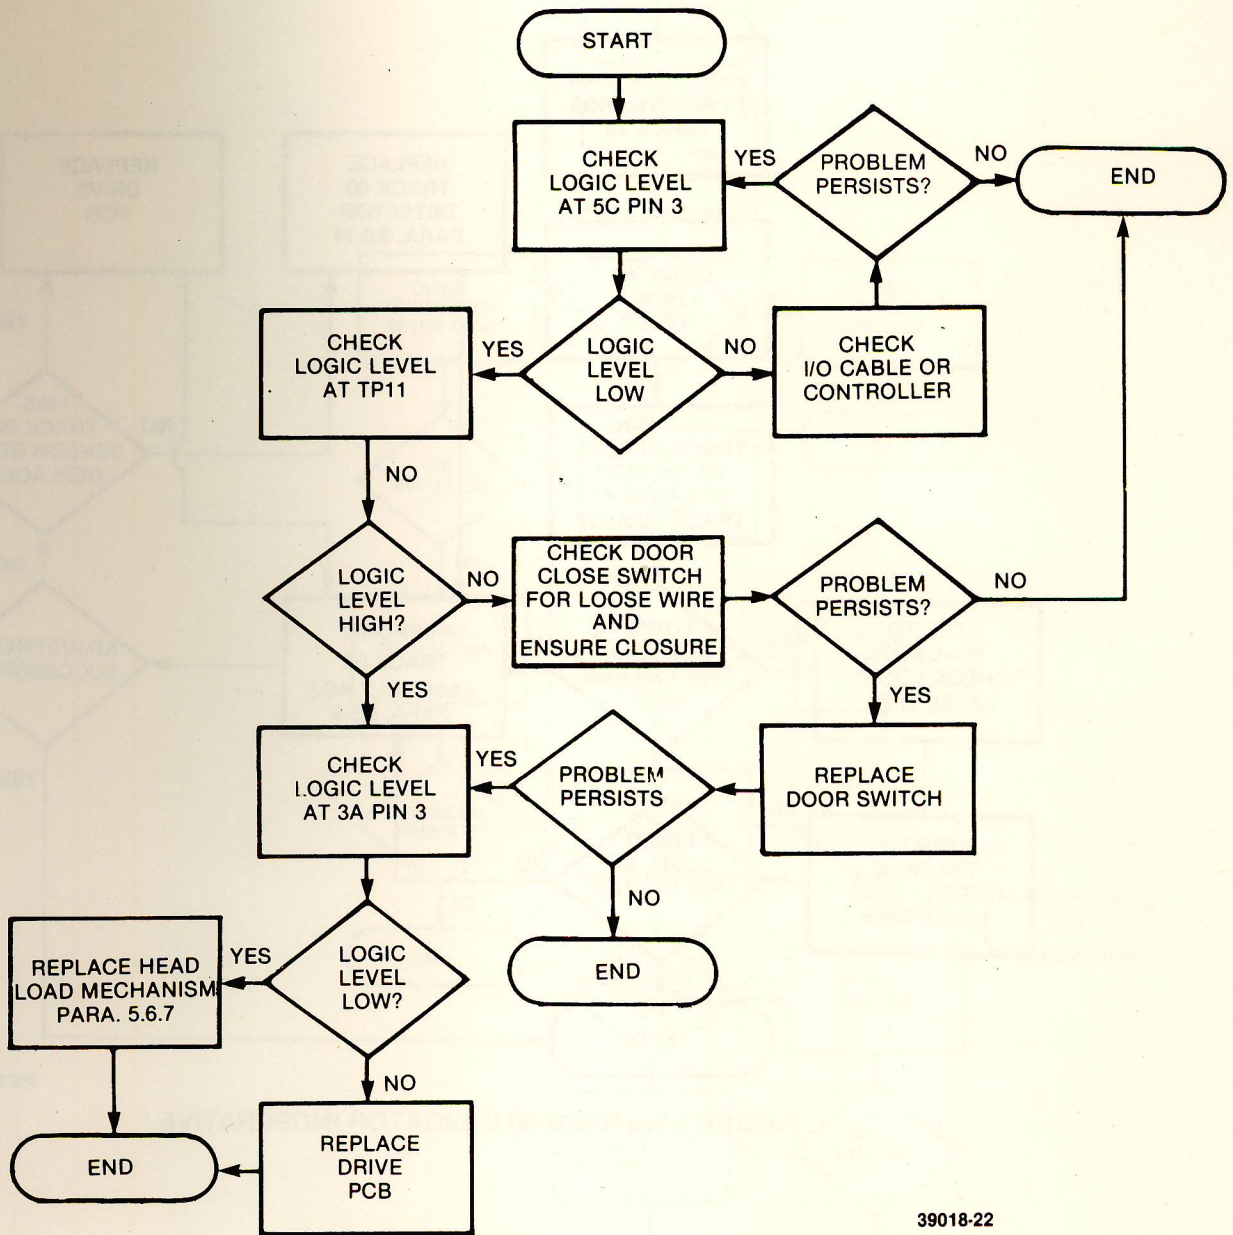 START
CHECK
LOGIC LEVEL
AT 5C PIN 3
YES
PROBLEM
PERSISTS?
NO
END
CHECK
LOGIC LEVEL
AT TP11
YES
LOGIC
LEVEL
LOW
NO
CHECK
I/O CABLE OR
CONTROLLER
NO
LOGIC
LEVEL
HIGH?
NO
CHECK DOOR
CLOSE SWITCH
FOR LOOSE WIRE
AND
ENSURE CLOSURE
PROBLEM
PERSISTS?
NO
YES
YES
CHECK
LOGIC LEVEL
AT 3A PIN 3
YES
PROBLEM
PERSISTS
REPLACE
DOOR SWITCH
NO
END
REPLACE HEAD
LOAD MECHANISM
PARA. 5.6.7
YES
LOGIC
LEVEL
LOW?
NO
END
REPLACE
DRIVE
PCB
39018-22